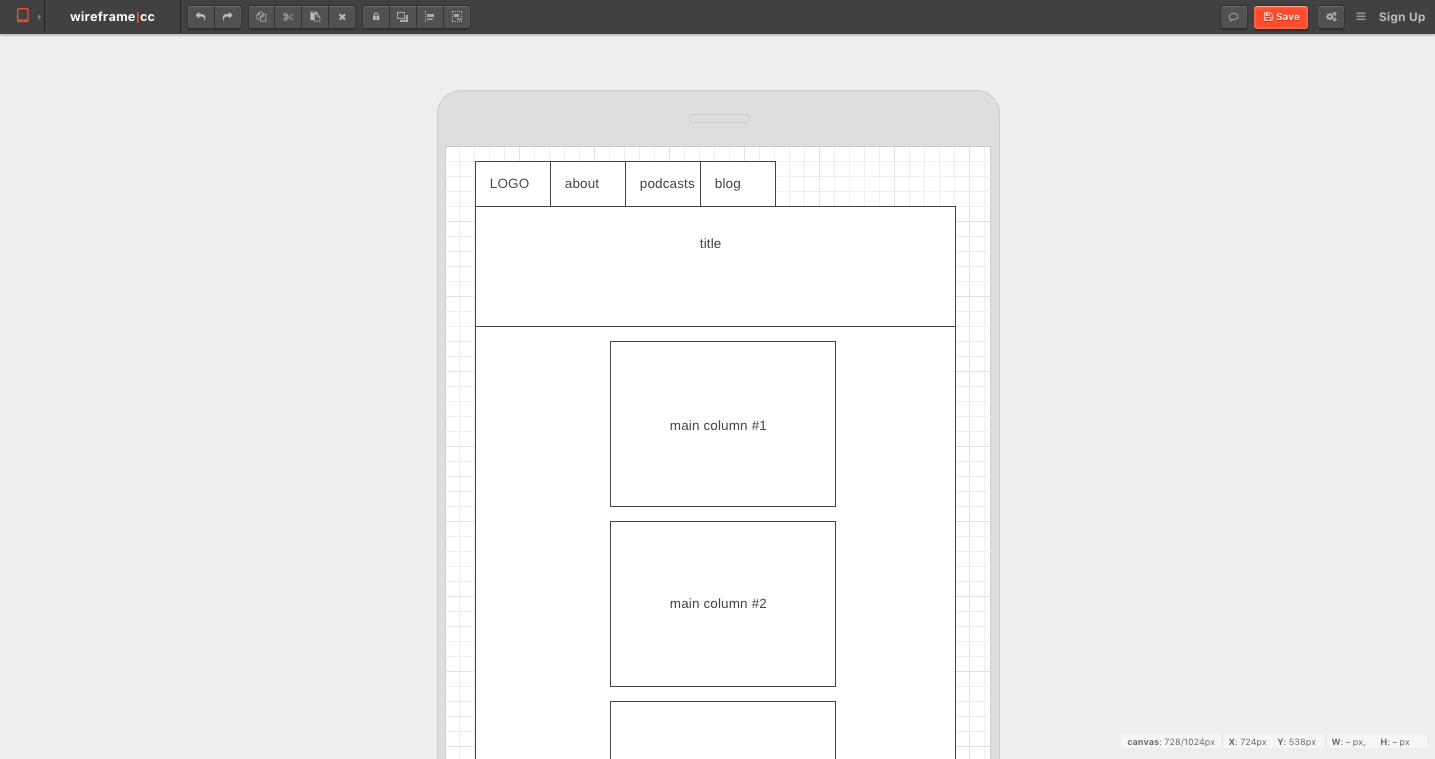 wireframe|cc
Save
Sign Up
LOGO about podcasts blog
title
main column #1
main column #2
canvas: 728/1024px X: 724px Y: 538px W: – px, H: – px